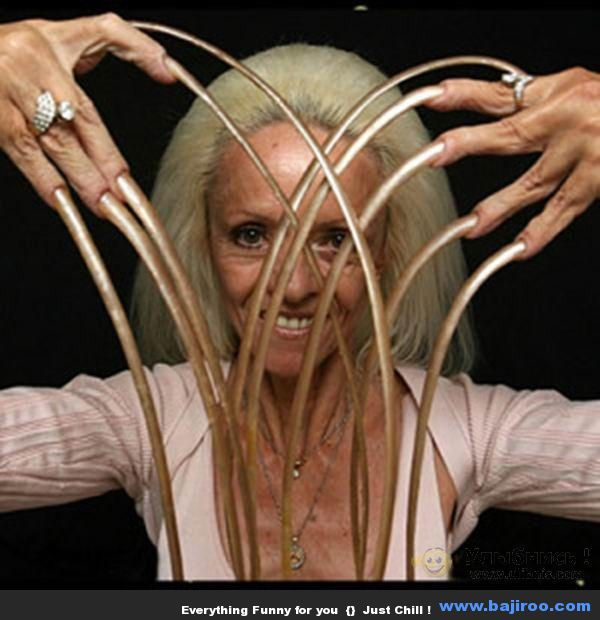 Улыбнись !
www.ulibnis.com
Everything Funny for you {} Just Chill ! www.bajiroo.com